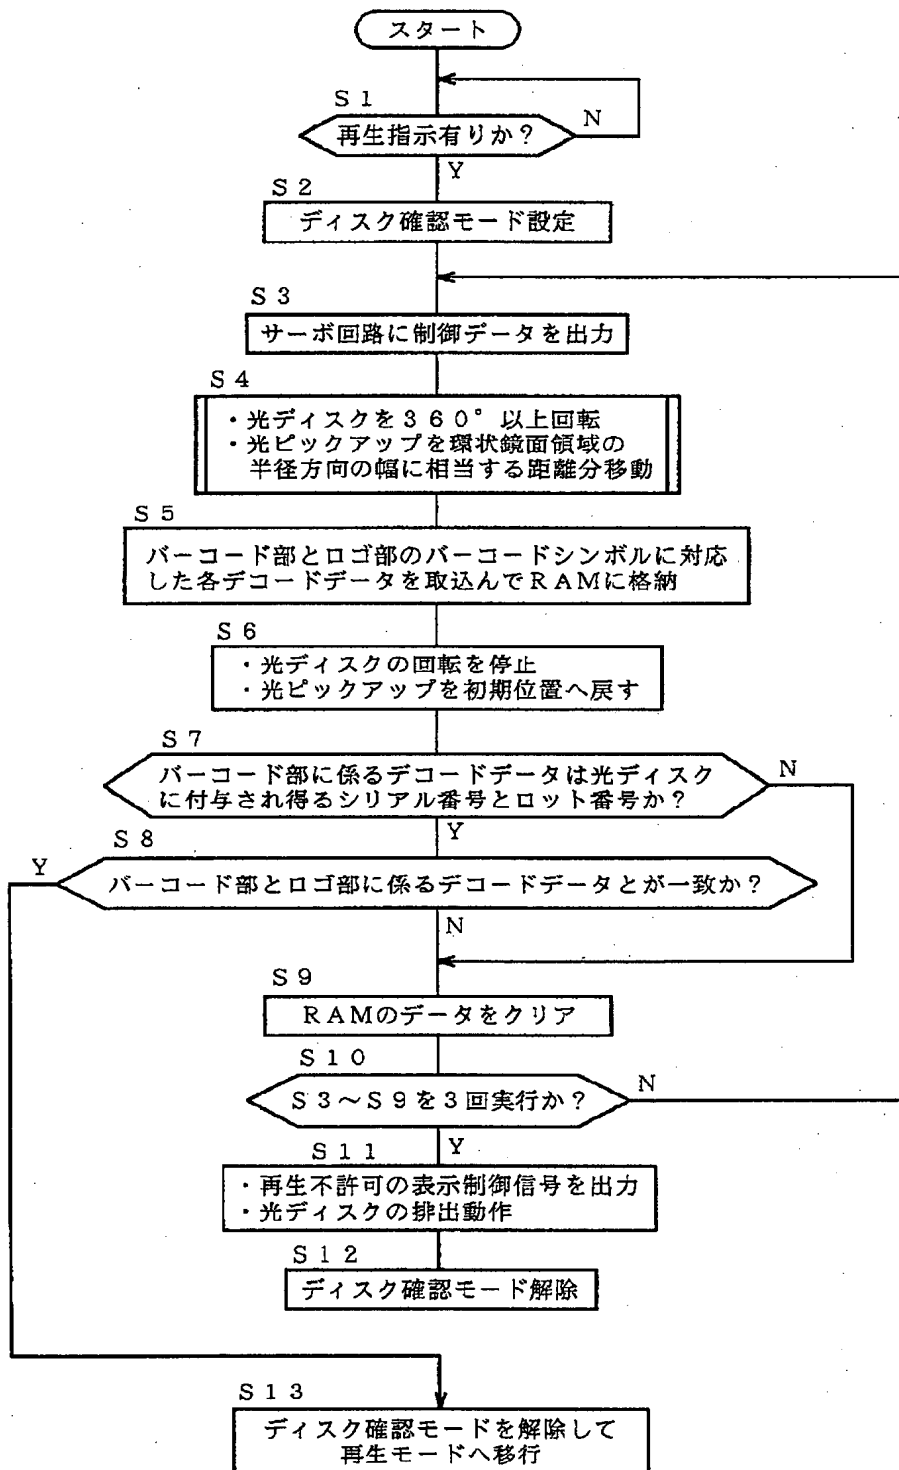 スタート
S1
再生指示有りか?
N
Y
S2
ディスク確認モード設定
S3
サーボ回路に制御データを出力
S4
・光ディスクを360°以上回転
・光ピックアップを環状鏡面領域の
半径方向の幅に相当する距離分移動
S5
バーコード部とロゴ部のバーコードシンボルに対応
した各デコードデータを取込んでRAMに格納
S6
・光ディスクの回転を停止
・光ピックアップを初期位置へ戻す
S7
バーコード部に係るデコードデータは光ディスク
に付与され得るシリアル番号とロット番号か?
N
Y
S8
Y
バーコード部とロゴ部に係るデコードデータとが一致か?
N
S9
RAMのデータをクリア
S10
S3~S9を3回実行か?
N
Y
S11
・再生不許可の表示制御信号を出力
・光ディスクの排出動作
S12
ディスク確認モード解除
S13
ディスク確認モードを解除して
再生モードへ移行